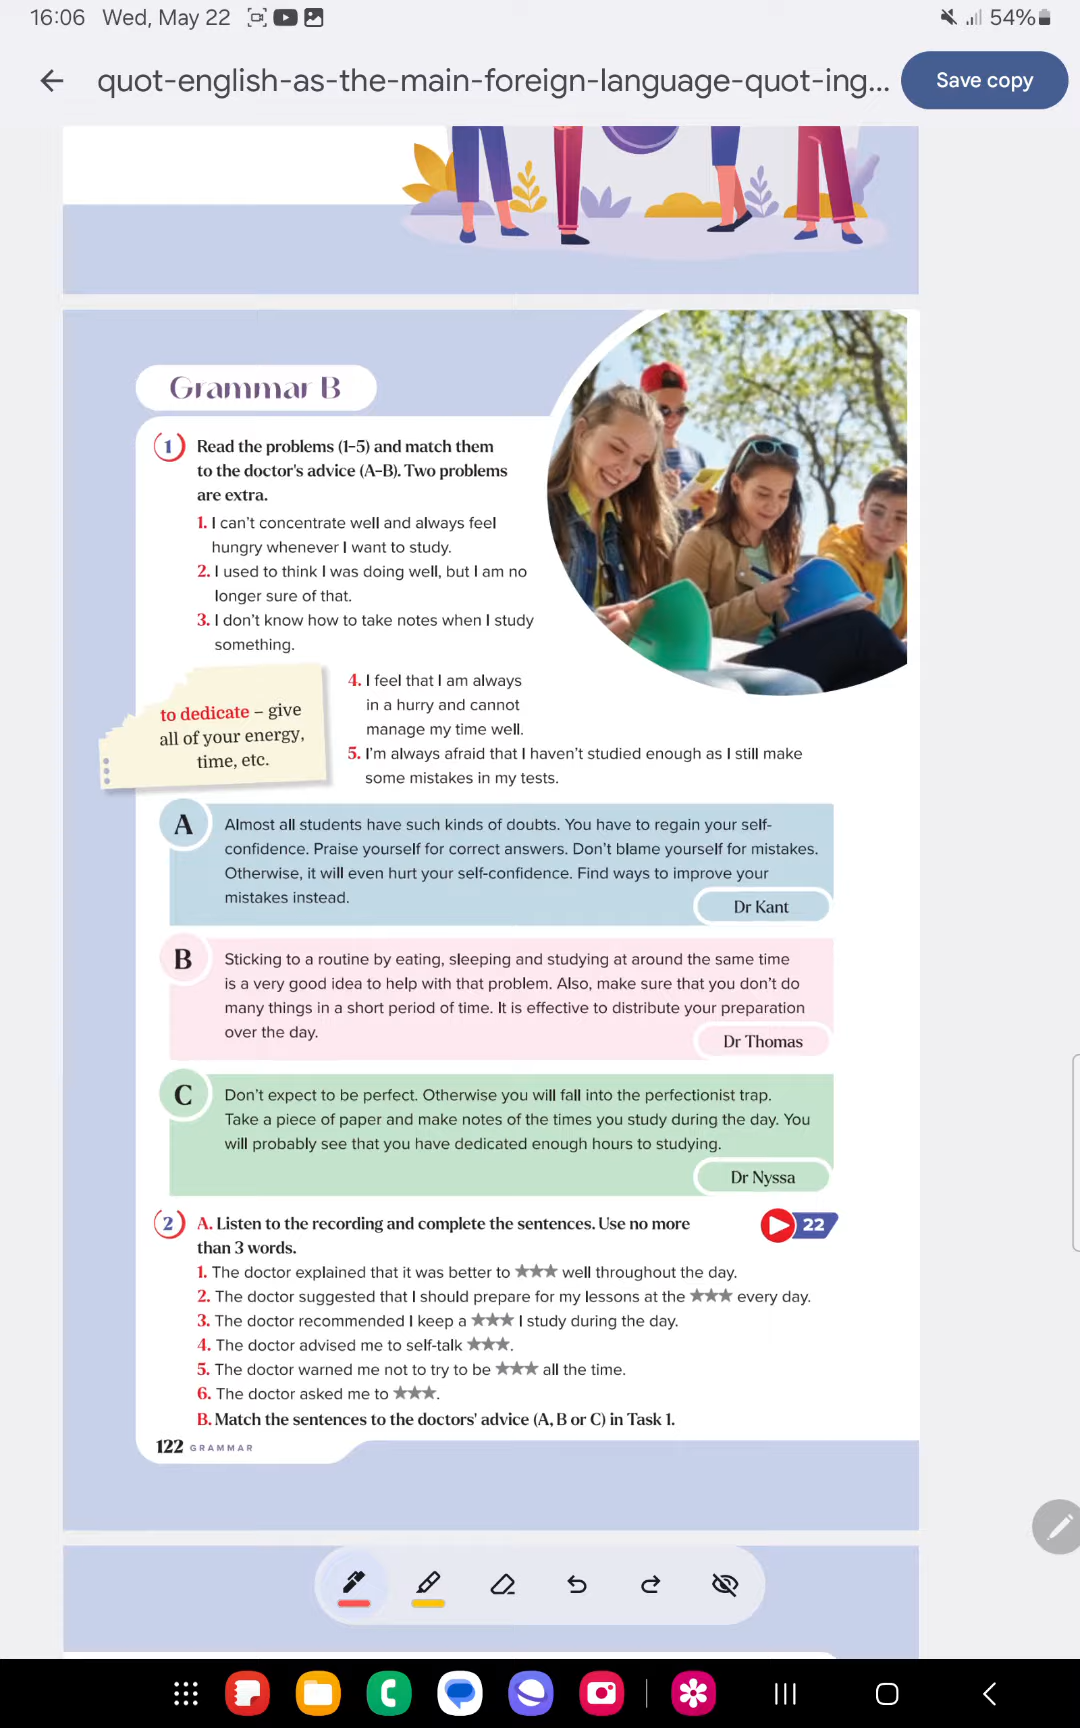 16:06 Wed, May 22
54%
quot-english-as-the-main-foreign-language-quot-ing...
Save copy
Grammar B
1 Read the problems (1–5) and match them
to the doctor's advice (A–B). Two problems
are extra.
1. I can't concentrate well and always feel
hungry whenever I want to study.
2. I used to think I was doing well, but I am no
longer sure of that.
3. I don't know how to take notes when I study
something.
to dedicate – give
all of your energy,
time, etc.
4. I feel that I am always
in a hurry and cannot
manage my time well.
5. I'm always afraid that I haven't studied enough as I still make
some mistakes in my tests.
A
Almost all students have such kinds of doubts. You have to regain your self-
confidence. Praise yourself for correct answers. Don't blame yourself for mistakes.
Otherwise, it will even hurt your self-confidence. Find ways to improve your
mistakes instead.
Dr Kant
B
Sticking to a routine by eating, sleeping and studying at around the same time
is a very good idea to help with that problem. Also, make sure that you don't do
many things in a short period of time. It is effective to distribute your preparation
over the day.
Dr Thomas
C
Don't expect to be perfect. Otherwise you will fall into the perfectionist trap.
Take a piece of paper and make notes of the times you study during the day. You
will probably see that you have dedicated enough hours to studying.
Dr Nyssa
2 A. Listen to the recording and complete the sentences. Use no more
than 3 words.
22
1. The doctor explained that it was better to ★★★ well throughout the day.
2. The doctor suggested that I should prepare for my lessons at the ★★★ every day.
3. The doctor recommended I keep a ★★★ I study during the day.
4. The doctor advised me to self-talk ★★★.
5. The doctor warned me not to try to be ★★★ all the time.
6. The doctor asked me to ★★★.
B. Match the sentences to the doctors' advice (A, B or C) in Task 1.
122 GRAMMAR